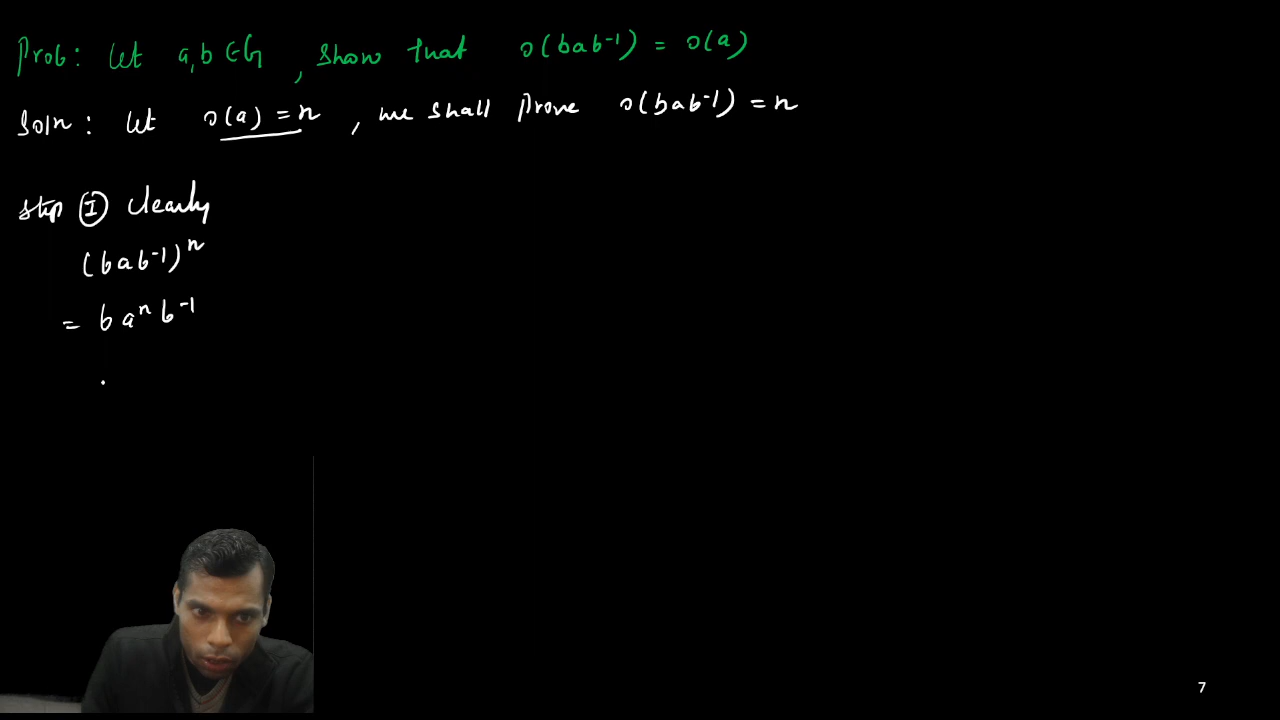 Prob: Let a,b ∈ G, show that o(bab⁻¹) = o(a)
Soln: Let o(a) = n, we shall prove o(bab⁻¹) = n
Step Ⓘ clearly
(bab⁻¹)ⁿ
= b aⁿ b⁻¹
7